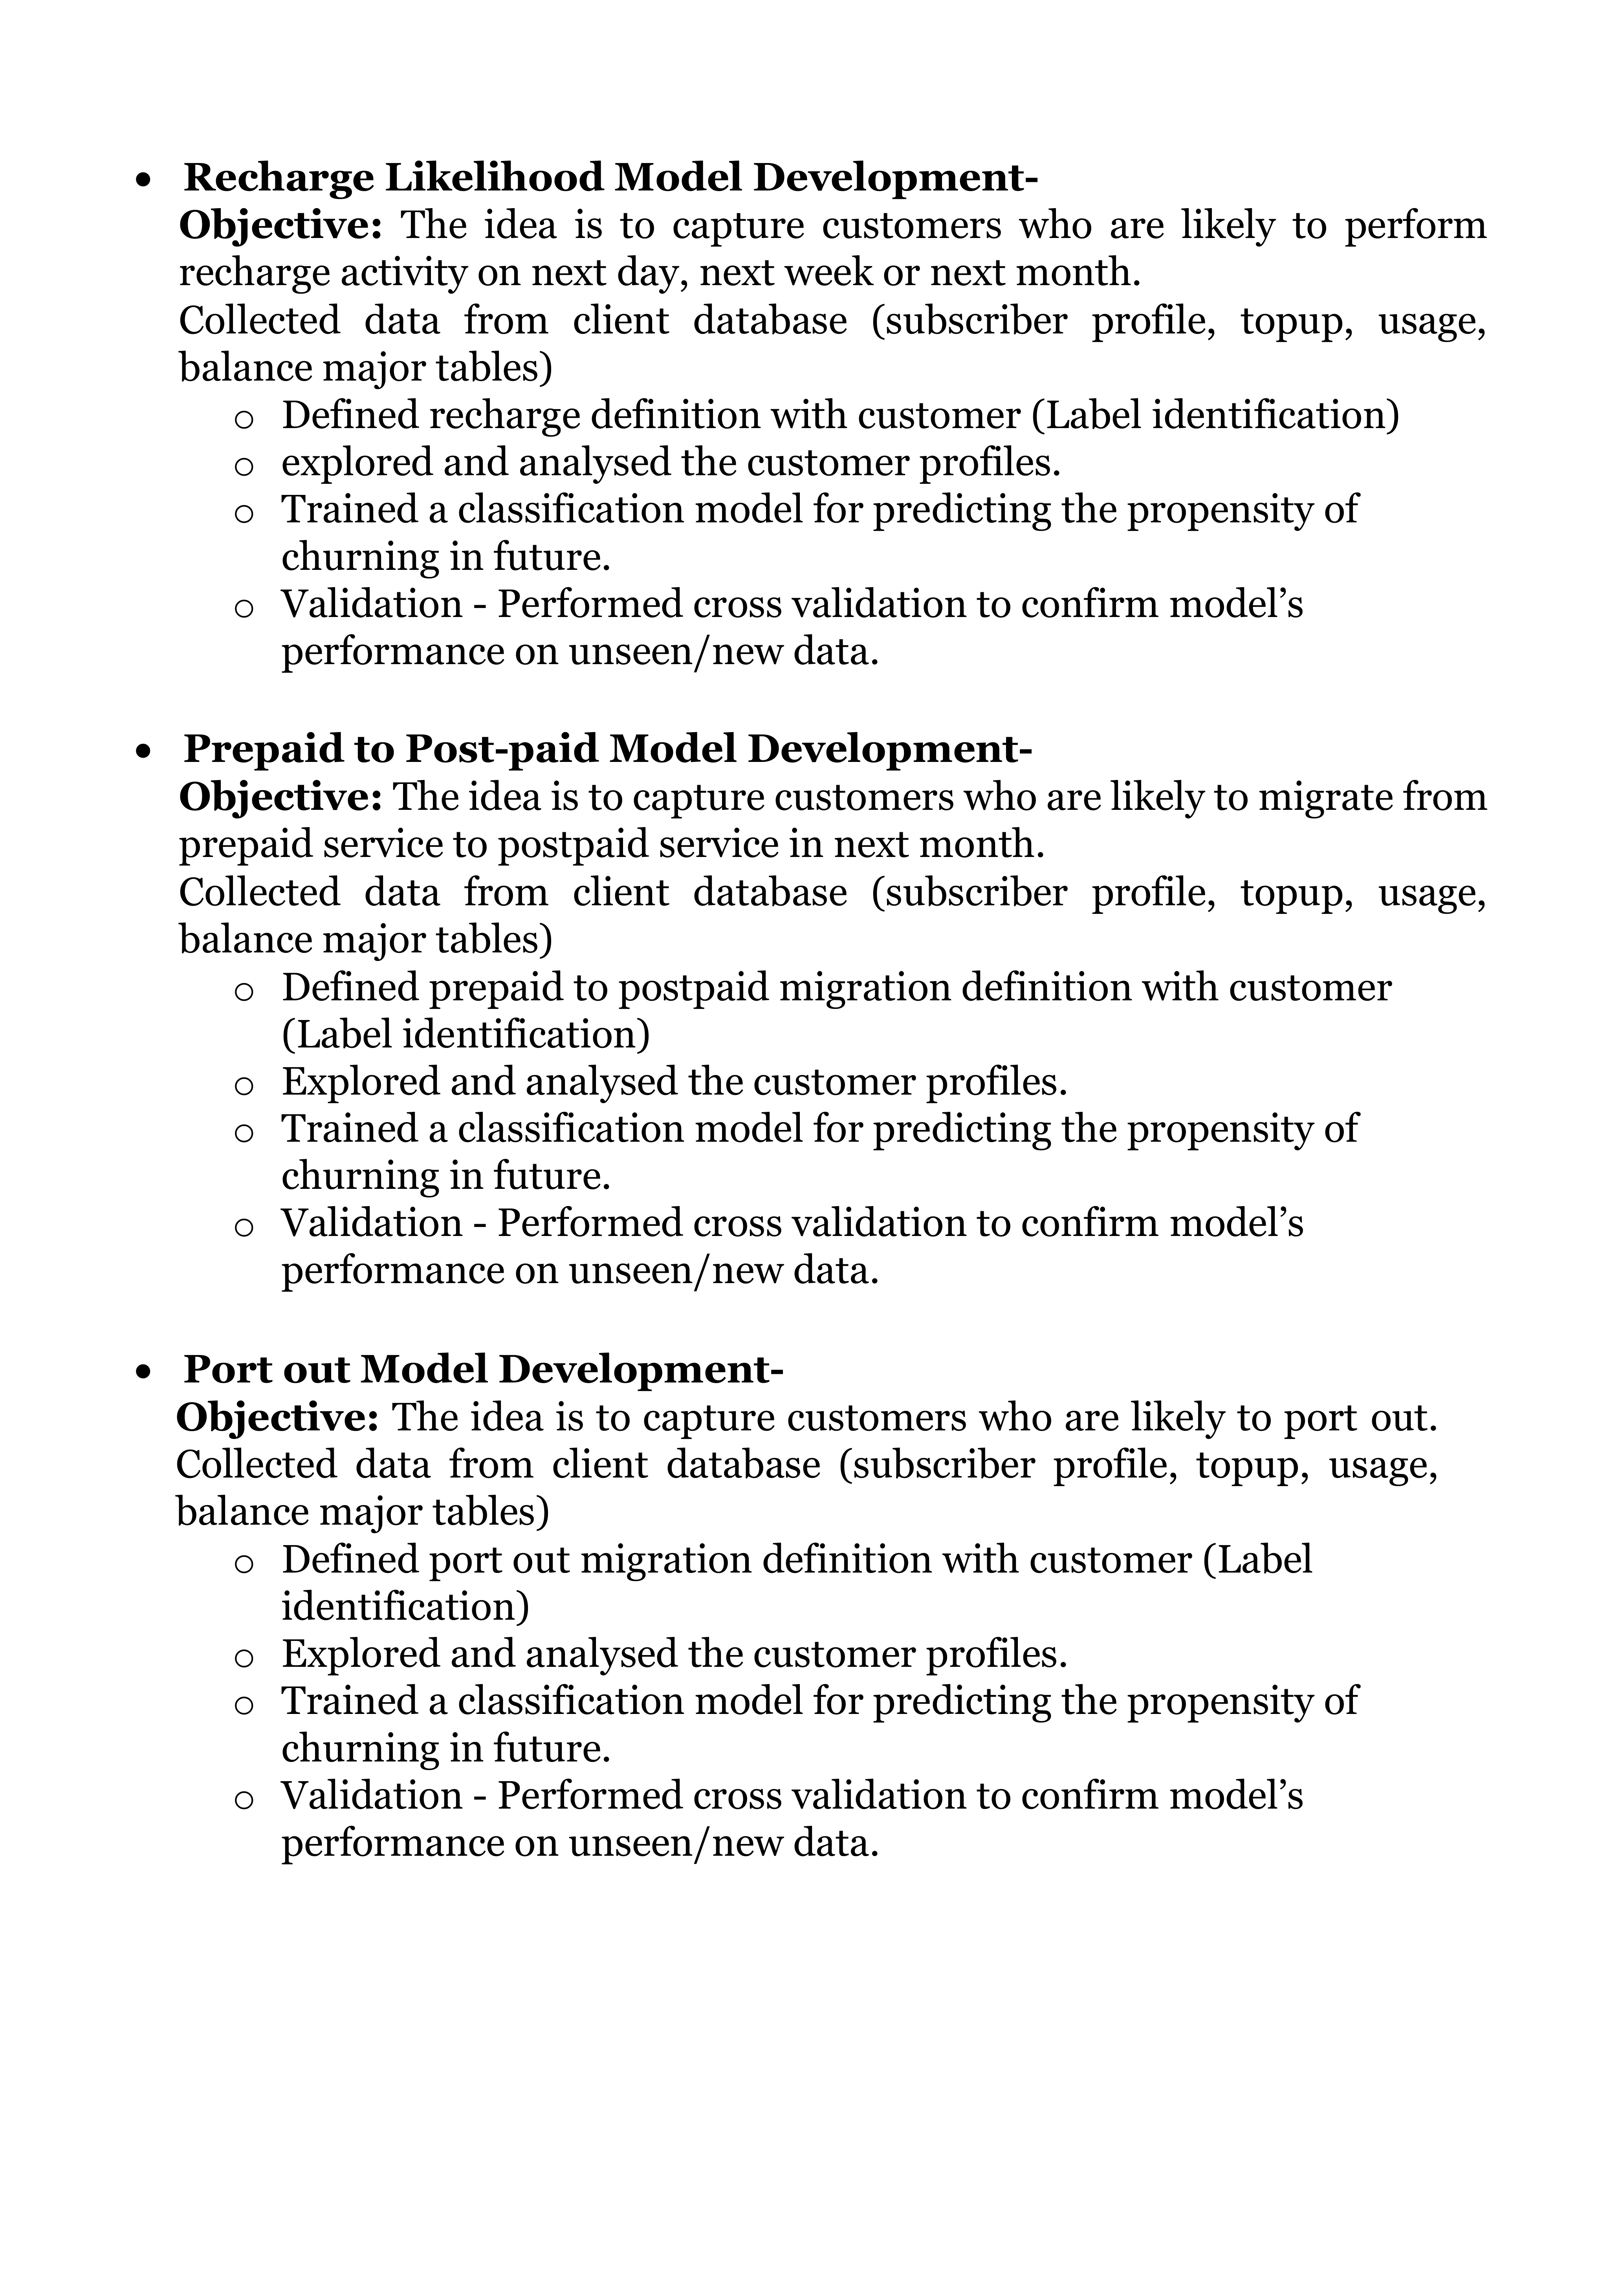 • Recharge Likelihood Model Development-
Objective: The idea is to capture customers who are likely to perform
recharge activity on next day, next week or next month.
Collected data from client database (subscriber profile, topup, usage,
balance major tables)
o Defined recharge definition with customer (Label identification)
o explored and analysed the customer profiles.
o Trained a classification model for predicting the propensity of
churning in future.
o Validation - Performed cross validation to confirm model’s
performance on unseen/new data.
• Prepaid to Post-paid Model Development-
Objective: The idea is to capture customers who are likely to migrate from
prepaid service to postpaid service in next month.
Collected data from client database (subscriber profile, topup, usage,
balance major tables)
o Defined prepaid to postpaid migration definition with customer
(Label identification)
o Explored and analysed the customer profiles.
o Trained a classification model for predicting the propensity of
churning in future.
o Validation - Performed cross validation to confirm model’s
performance on unseen/new data.
• Port out Model Development-
Objective: The idea is to capture customers who are likely to port out.
Collected data from client database (subscriber profile, topup, usage,
balance major tables)
o Defined port out migration definition with customer (Label
identification)
o Explored and analysed the customer profiles.
o Trained a classification model for predicting the propensity of
churning in future.
o Validation - Performed cross validation to confirm model’s
performance on unseen/new data.